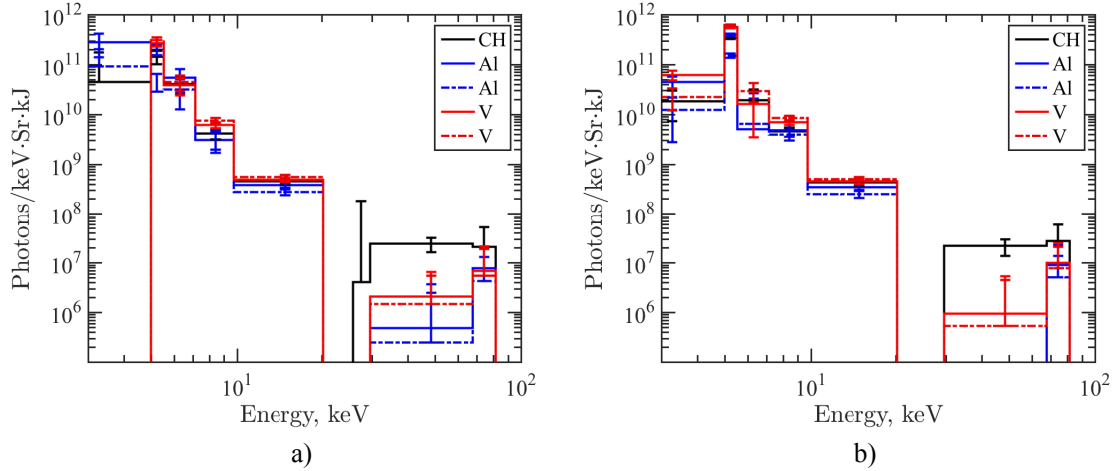 10^12
10^11
10^10
10^9
10^8
10^7
10^6
Photons/keV·Sr·kJ
CH
Al
Al
V
V
10^1
10^2
Energy, keV
a)
10^12
10^11
10^10
10^9
10^8
10^7
10^6
Photons/keV·Sr·kJ
CH
Al
Al
V
V
10^1
10^2
Energy, keV
b)